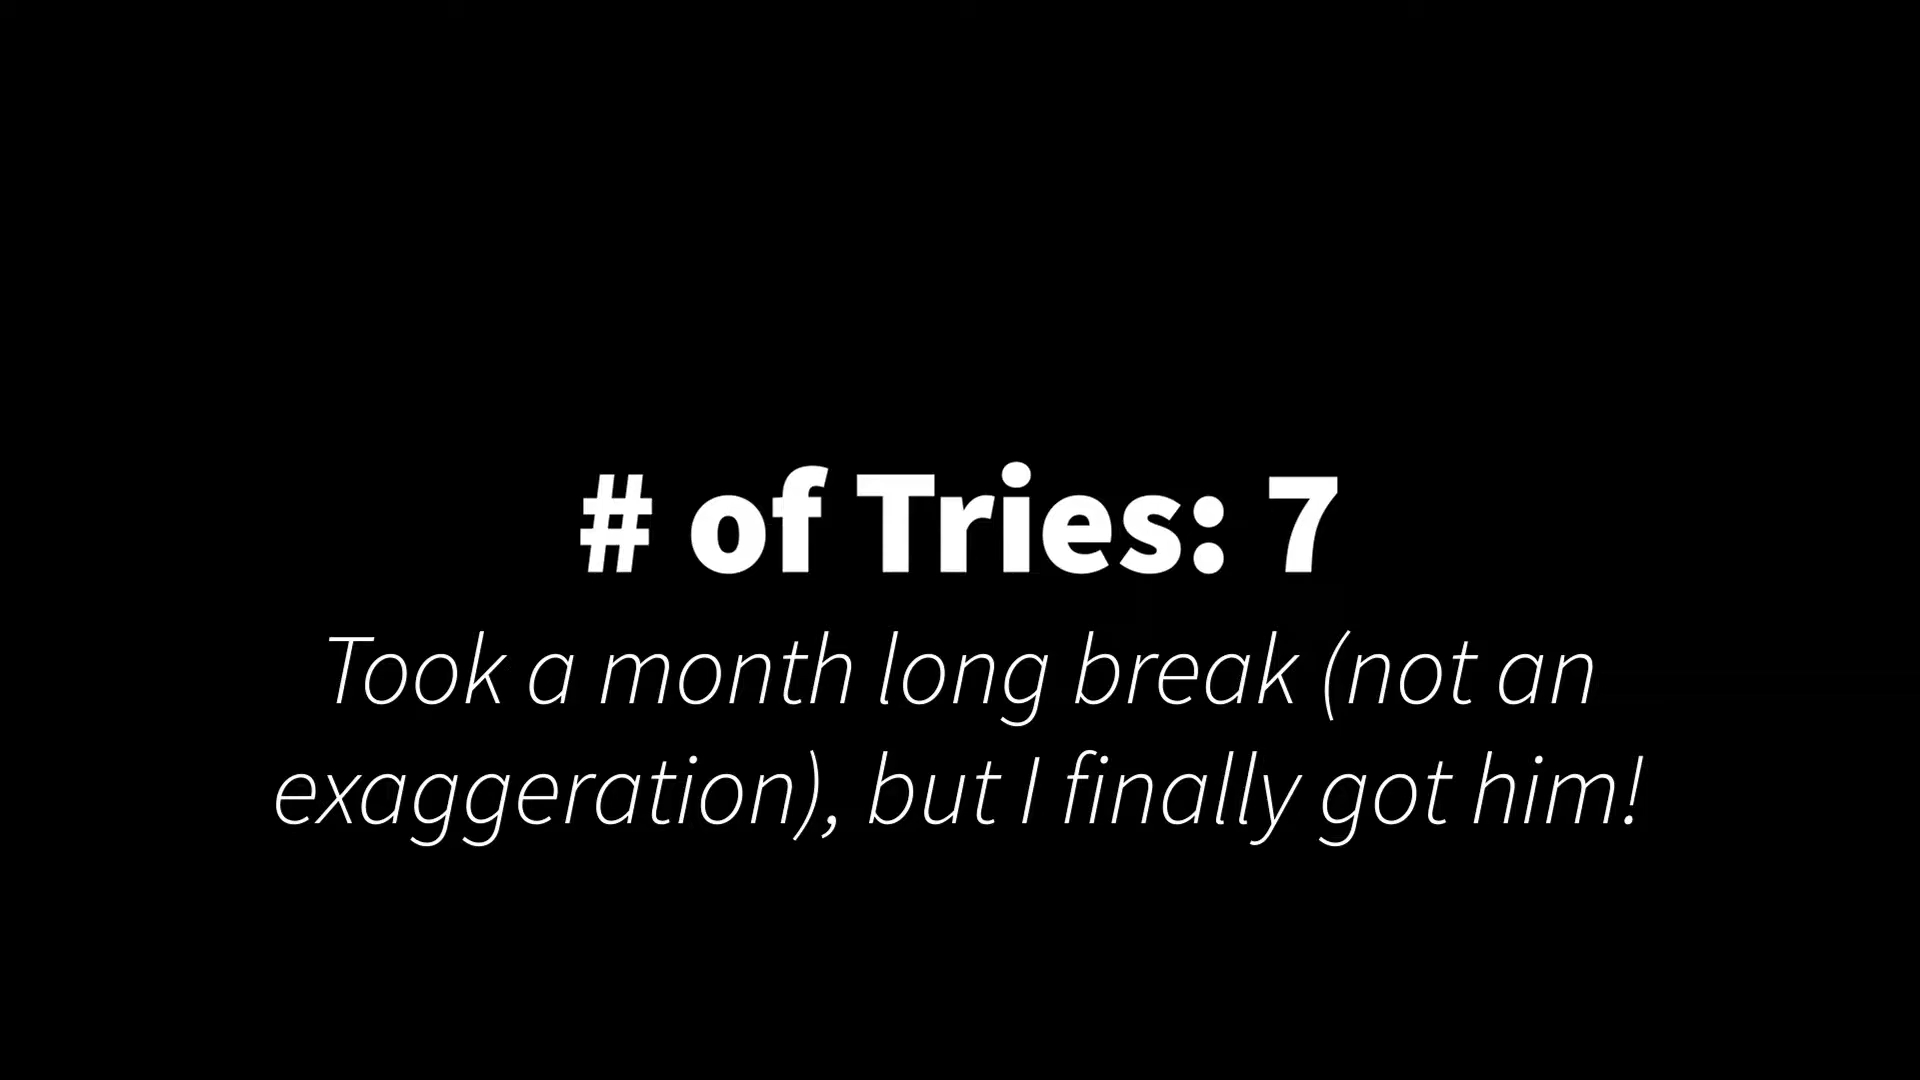 # of Tries: 7
Took a month long break (not an
exaggeration), but I finally got him!